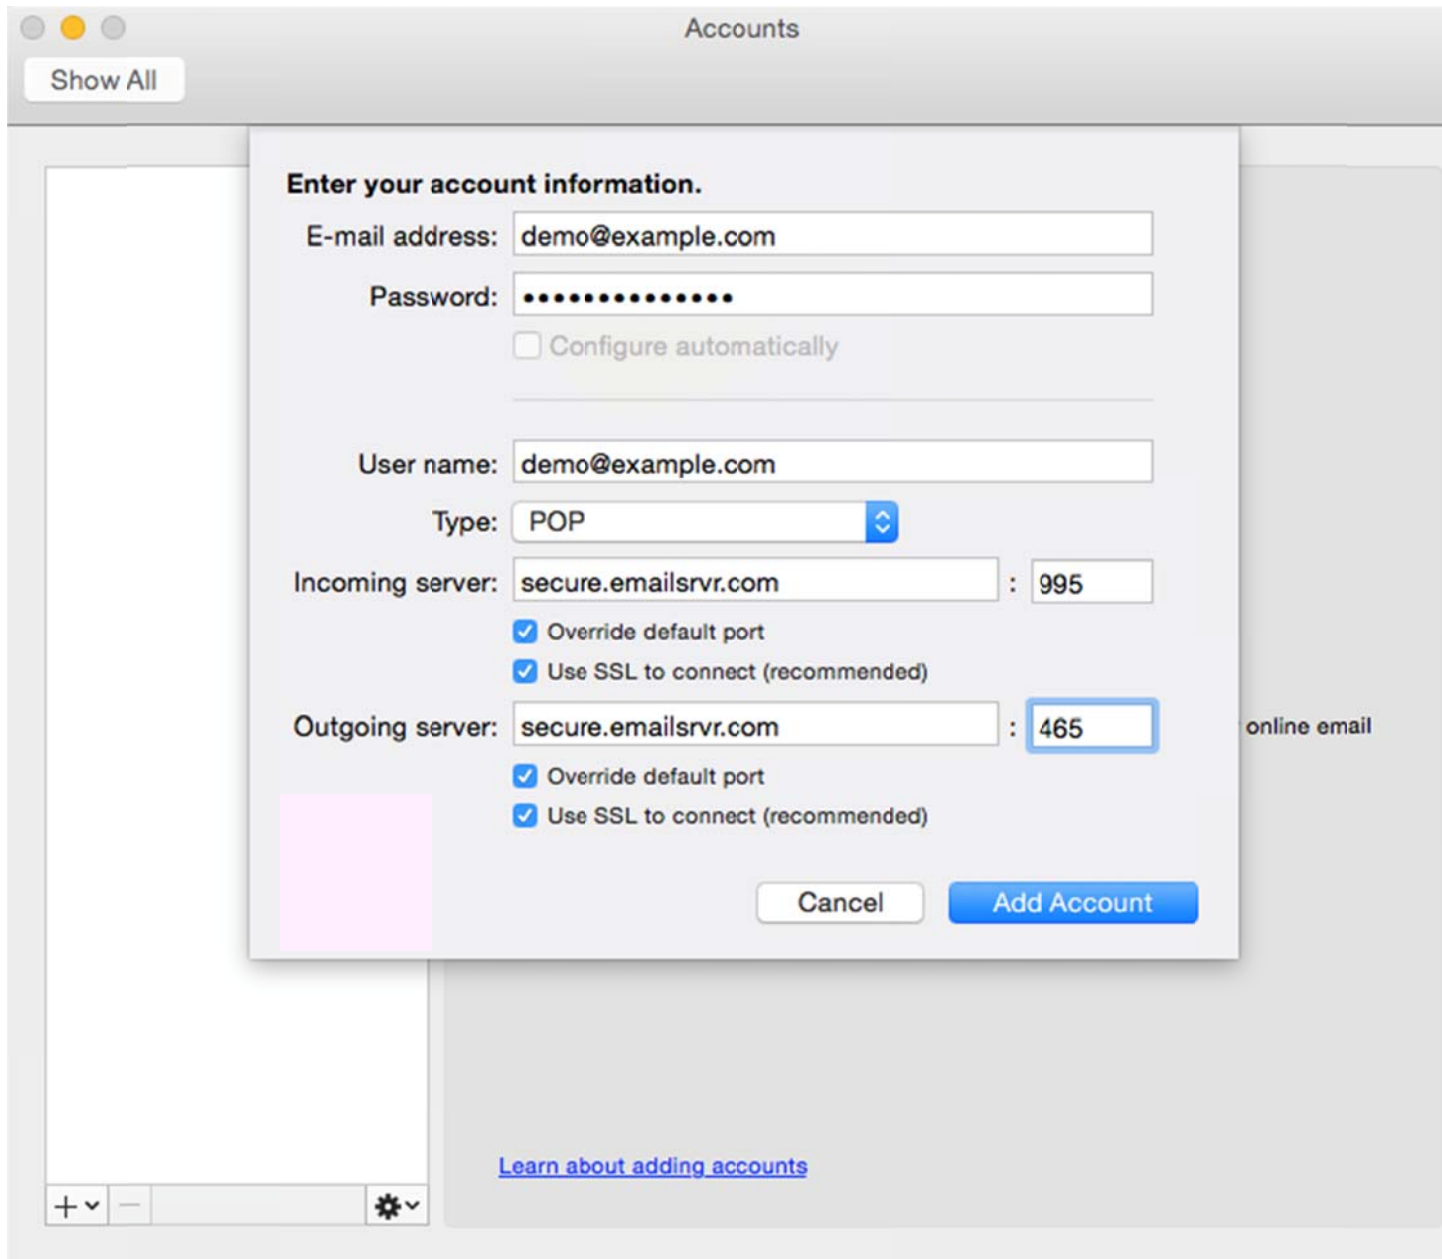 Accounts
Show All
Enter your account information.
E-mail address: demo@example.com
Password: ••••••••••••••
Configure automatically
User name: demo@example.com
Type: POP
Incoming server: secure.emailsrvr.com : 995
Override default port
Use SSL to connect (recommended)
Outgoing server: secure.emailsrvr.com : 465
online email
Override default port
Use SSL to connect (recommended)
Cancel Add Account
Learn about adding accounts